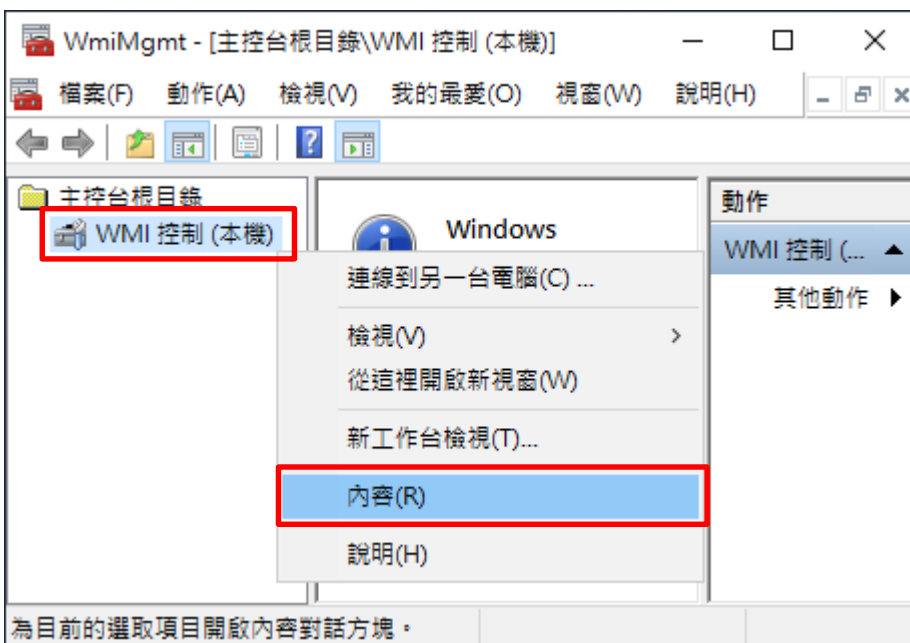 WmiMgmt - [主控台根目錄\WMI 控制 (本機)]
檔案(F) 動作(A) 檢視(V) 我的最愛(O) 視窗(W) 說明(H)
主控台根目錄
WMI 控制 (本機)
Windows
連線到另一台電腦(C) ...
檢視(V)
從這裡開啟新視窗(W)
新工作台檢視(T)...
內容(R)
說明(H)
動作
WMI 控制 (...
其他動作
為目前的選取項目開啟內容對話方塊。